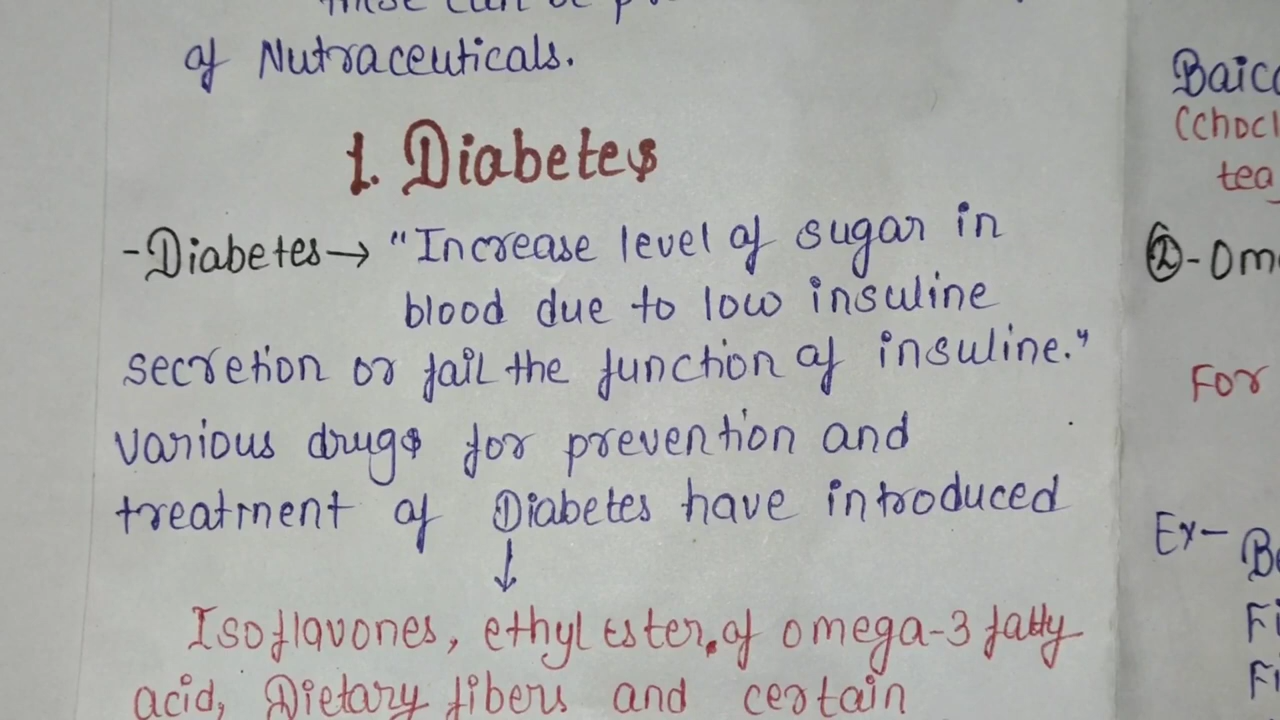 of Nutraceuticals.
1. Diabetes
- Diabetes → "Increase level of sugar in
blood due to low insuline
secretion or fail the function of insuline."
various drugs for prevention and
treatment of Diabetes have introduced
↓
Isoflavones, ethyl ester, of omega-3 fatty
acid, Dietary fibers and certain
tea
② - Om
For
Ex-